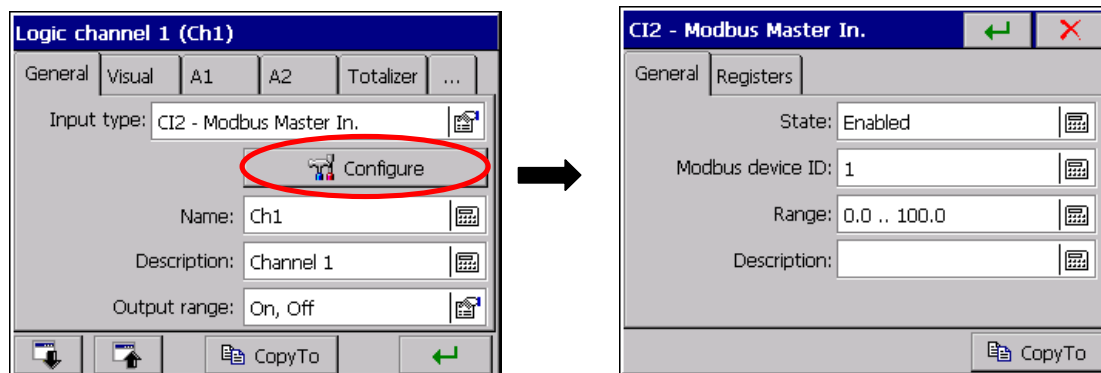 Logic channel 1 (Ch1)
General Visual A1 A2 Totalizer ...
Input type: CI2 - Modbus Master In.
Configure
Name: Ch1
Description: Channel 1
Output range: On, Off
CopyTo
CI2 - Modbus Master In.
General Registers
State: Enabled
Modbus device ID: 1
Range: 0.0 .. 100.0
Description:
CopyTo